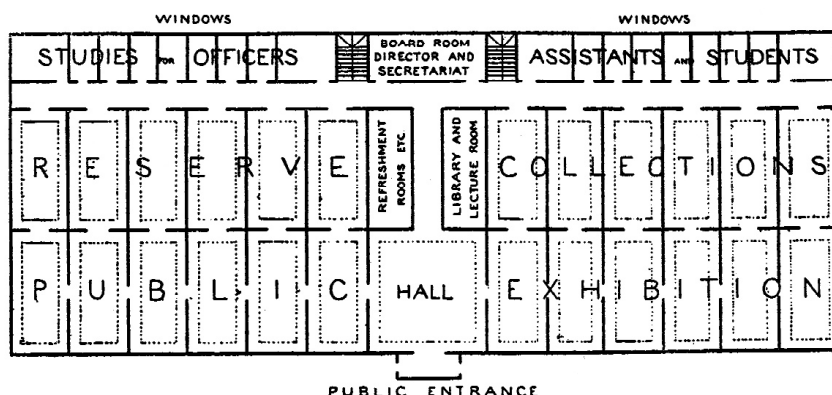 WINDOWS WINDOWS
STUDIES FOR OFFICERS
BOARD ROOM
DIRECTOR AND
SECRETARIAT
ASSISTANTS AND STUDENTS
RESERVE
REFRESHMENT
ROOMS ETC.
LIBRARY AND
LECTURE ROOM
COLLECTIONS
PUBLIC HALL EXHIBITION
PUBLIC ENTRANCE